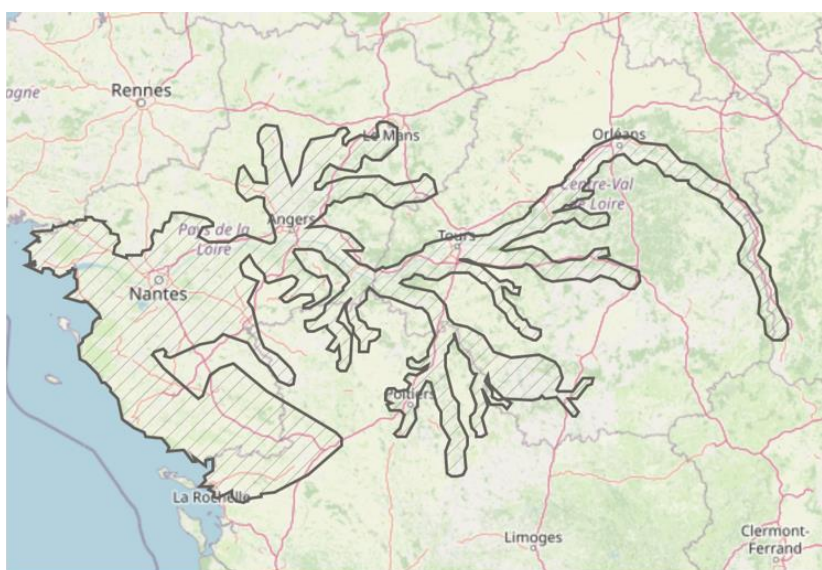 Rennes
agne
Le Mans
Orléans
Centre-Val
de Loire
Angers
Pays de la
Loire
Tours
Nantes
Poitiers
La Rochelle
Limoges
Clermont-
Ferrand